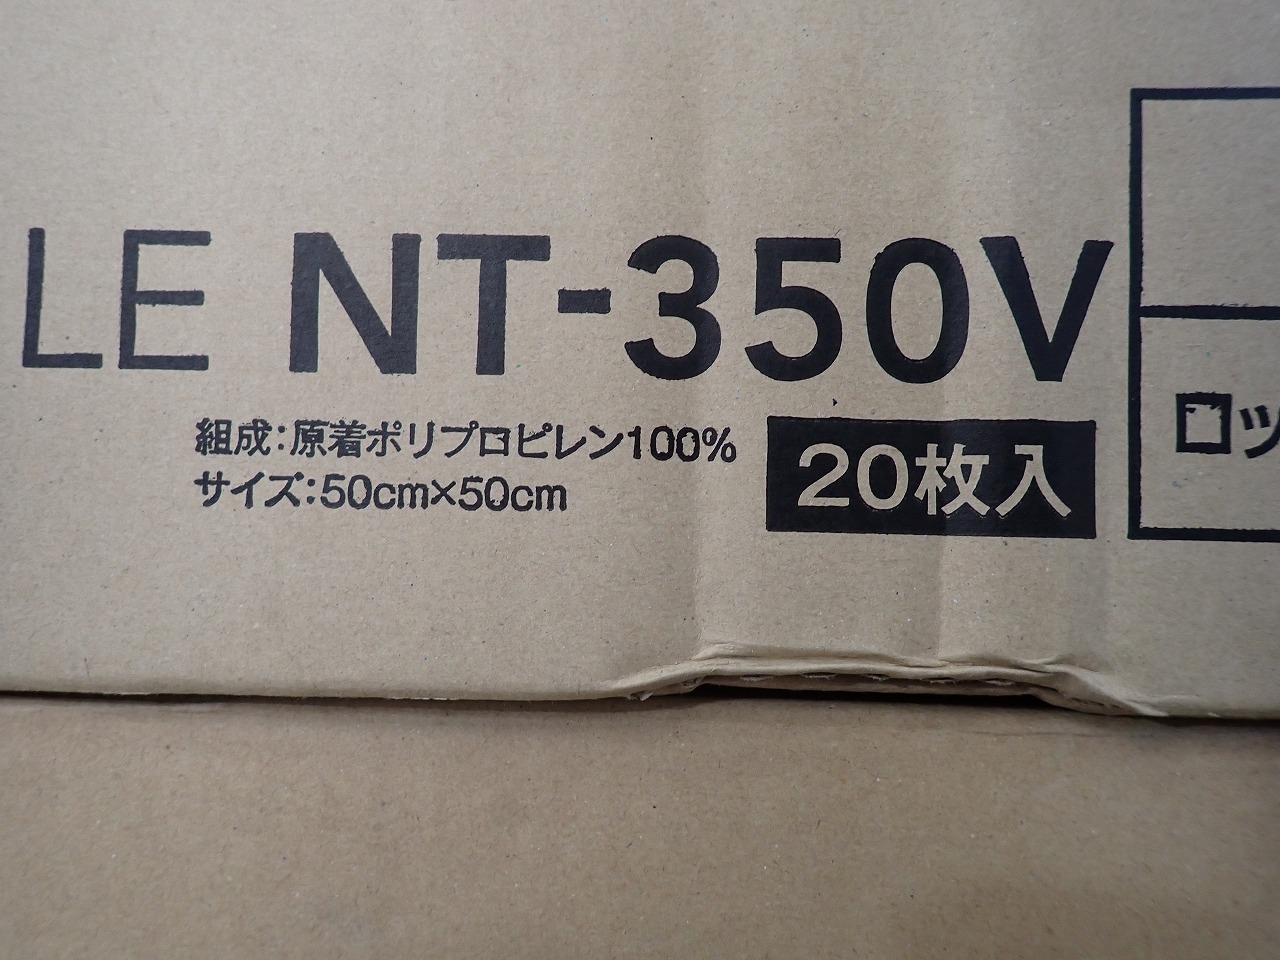 LE NT-350V
組成:原着ポリプロピレン100%
サイズ:50cm×50cm
20枚入
ロッ